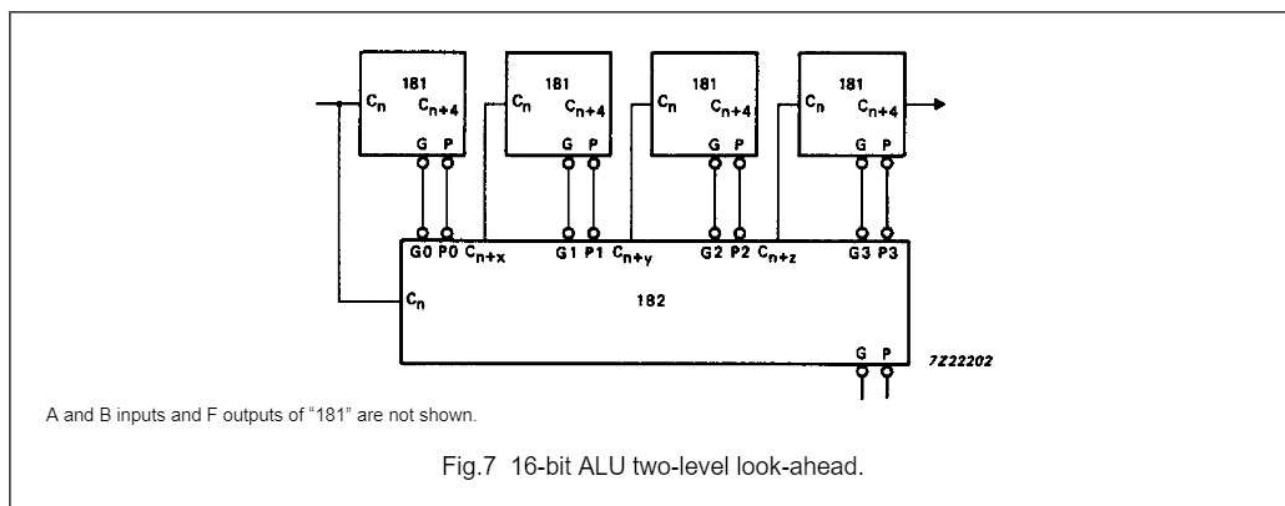 181 181 181 181
Cn Cn+4 Cn Cn+4 Cn Cn+4 Cn Cn+4
G P G P G P G P
G0 P0 Cn+x G1 P1 Cn+y G2 P2 Cn+z G3 P3
Cn 182
G P 7Z22202
A and B inputs and F outputs of “181” are not shown.
Fig.7 16-bit ALU two-level look-ahead.